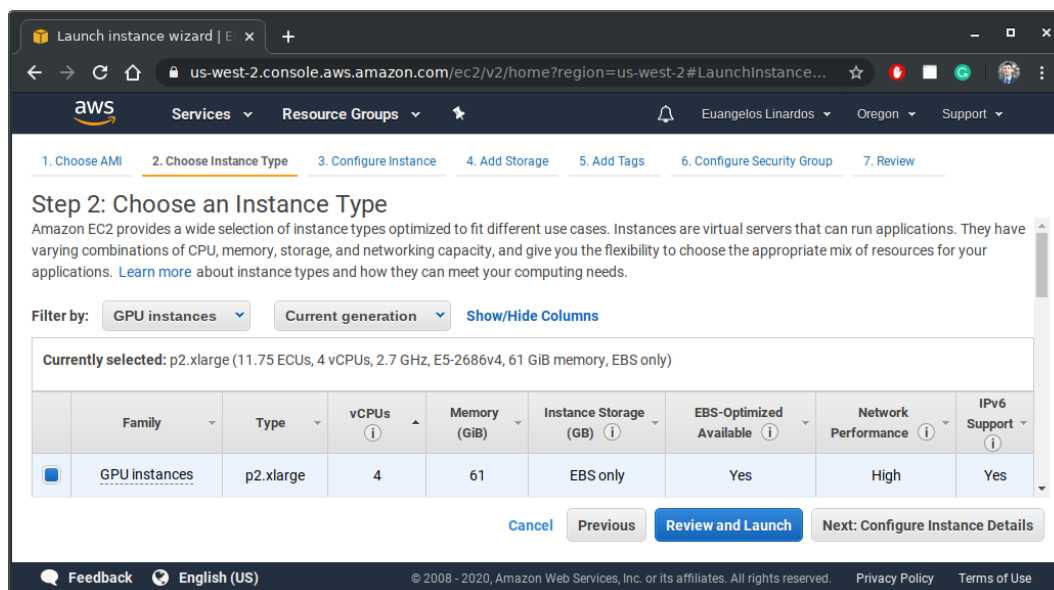 Launch instance wizard | E
us-west-2.console.aws.amazon.com/ec2/v2/home?region=us-west-2#LaunchInstance...
aws Services Resource Groups Euangelos Linardos Oregon Support
1. Choose AMI 2. Choose Instance Type 3. Configure Instance 4. Add Storage 5. Add Tags 6. Configure Security Group 7. Review
Step 2: Choose an Instance Type
Amazon EC2 provides a wide selection of instance types optimized to fit different use cases. Instances are virtual servers that can run applications. They have
varying combinations of CPU, memory, storage, and networking capacity, and give you the flexibility to choose the appropriate mix of resources for your
applications. Learn more about instance types and how they can meet your computing needs.
Filter by: GPU instances Current generation Show/Hide Columns
Currently selected: p2.xlarge (11.75 ECUs, 4 vCPUs, 2.7 GHz, E5-2686v4, 61 GiB memory, EBS only)
Family Type vCPUs Memory (GiB) Instance Storage (GB) EBS-Optimized Available Network Performance IPv6 Support
GPU instances p2.xlarge 4 61 EBS only Yes High Yes
Cancel Previous Review and Launch Next: Configure Instance Details
Feedback English (US) © 2008 - 2020, Amazon Web Services, Inc. or its affiliates. All rights reserved. Privacy Policy Terms of Use